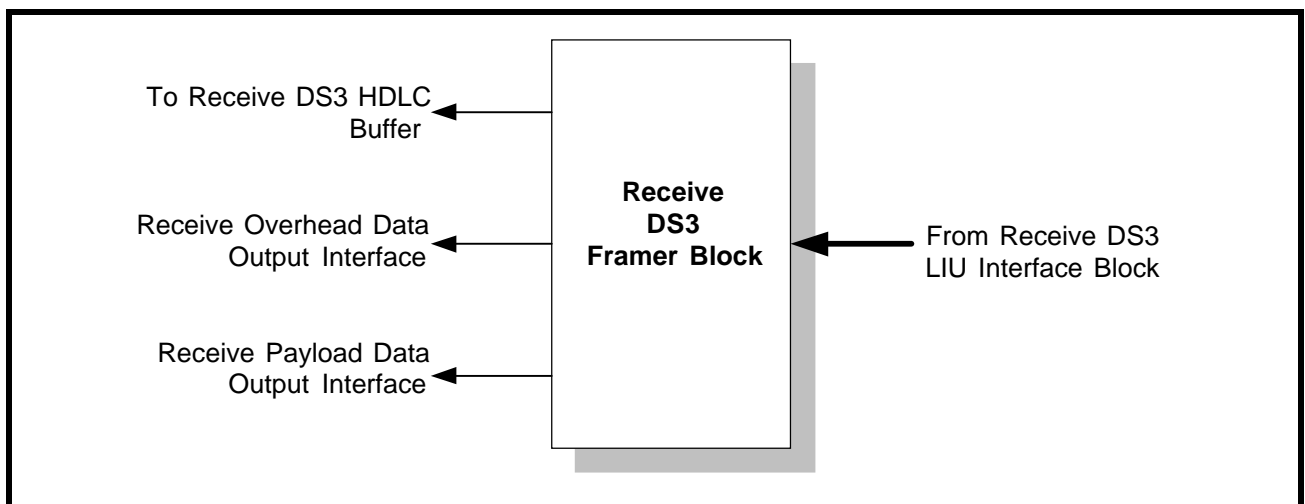 To Receive DS3 HDLC
Buffer
Receive Overhead Data
Output Interface
Receive Payload Data
Output Interface
Receive
DS3
Framer Block
From Receive DS3
LIU Interface Block